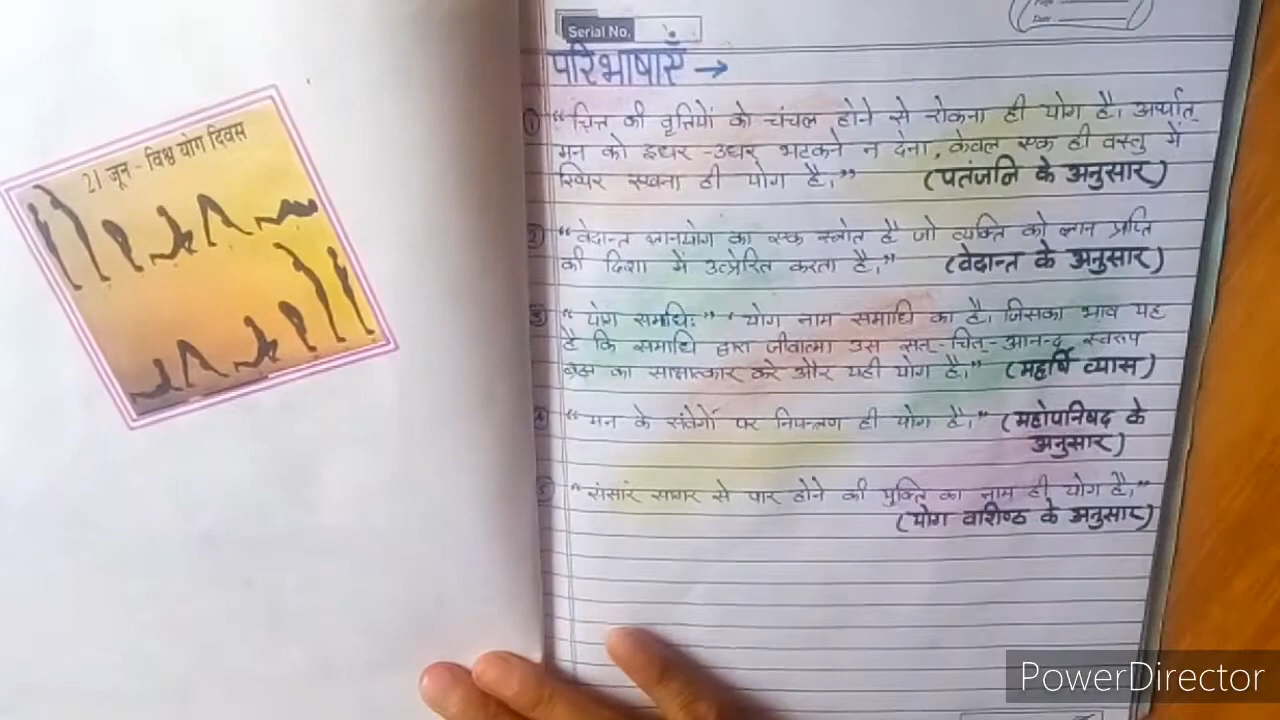 21 जून - विश्व योग दिवस
Serial No.
Date
परिभाषाएँ →
① “चित्त की वृत्तियों को चंचल होने से रोकना ही योग है। अर्थात्
मन को इधर-उधर भटकने न देना, केवल एक ही वस्तु में
स्थिर रखना ही योग है।” (पतंजलि के अनुसार)
② “वेदान्त ज्ञानयोग का एक स्त्रोत है जो व्यक्ति को ज्ञान प्राप्ति
की दिशा में उत्प्रेरित करता है।” (वेदान्त के अनुसार)
③ “योग समाधिः” ‘योग नाम समाधि का है। जिसका भाव यह
है कि समाधि द्वारा जीवात्मा उस सत्-चित्-आनन्द स्वरूप
ब्रह्म का साक्षात्कार करे और यही योग है।” (महर्षि व्यास)
④ “मन के संवेगों पर नियन्त्रण ही योग है।” (महोपनिषद के
अनुसार)
⑤ “संसार सागर से पार होने की युक्ति का नाम ही योग है।”
(योग वाशिष्ठ के अनुसार)
PowerDirector